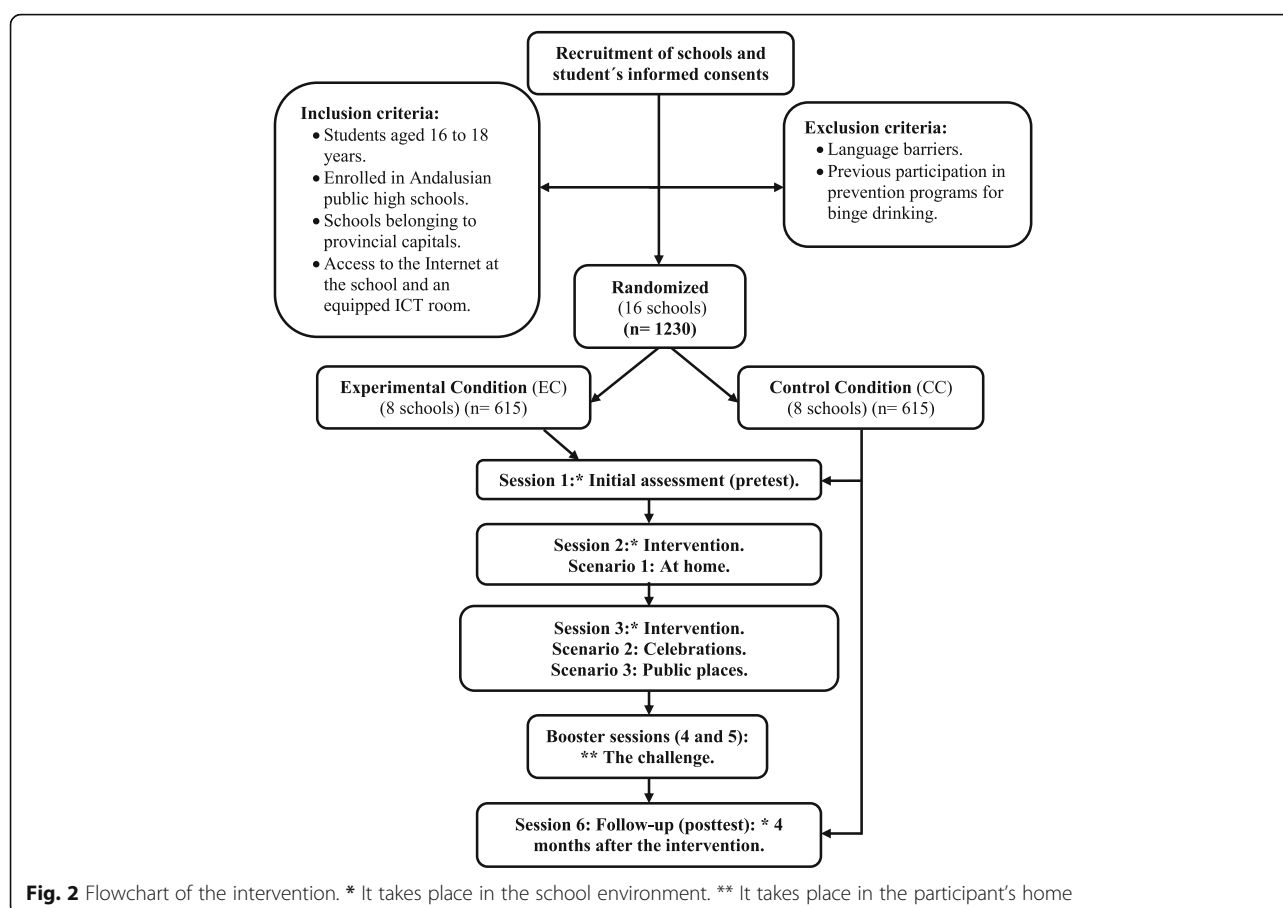 Recruitment of schools and
student´s informed consents
Inclusion criteria:
• Students aged 16 to 18
years.
• Enrolled in Andalusian
public high schools.
• Schools belonging to
provincial capitals.
• Access to the Internet at
the school and an
equipped ICT room.
Exclusion criteria:
• Language barriers.
• Previous participation in
prevention programs for
binge drinking.
Randomized
(16 schools)
(n= 1230)
Experimental Condition (EC)
(8 schools) (n= 615)
Control Condition (CC)
(8 schools) (n= 615)
Session 1:* Initial assessment (pretest).
Session 2:* Intervention.
Scenario 1: At home.
Session 3:* Intervention.
Scenario 2: Celebrations.
Scenario 3: Public places.
Booster sessions (4 and 5):
** The challenge.
Session 6: Follow-up (posttest): * 4
months after the intervention.
Fig. 2 Flowchart of the intervention. * It takes place in the school environment. ** It takes place in the participant's home